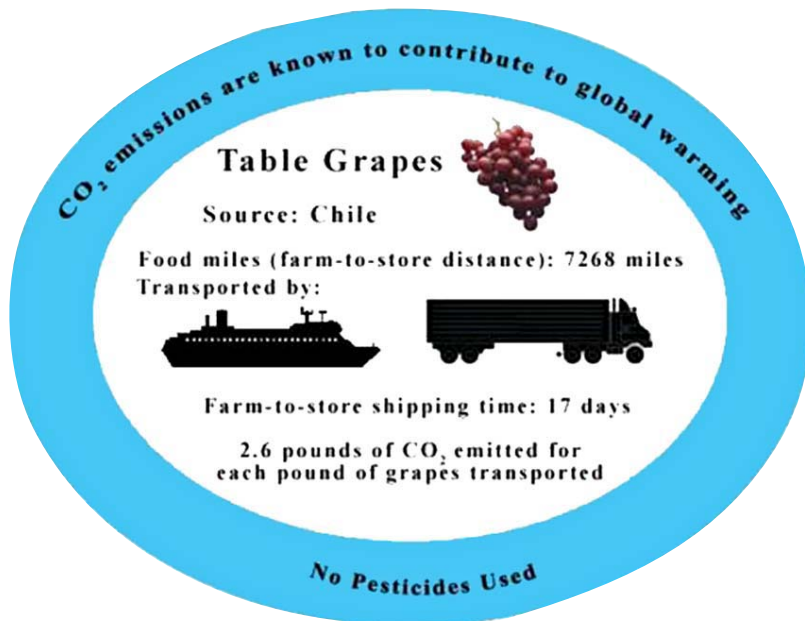 CO₂ emissions are known to contribute to global warming
Table Grapes
Source: Chile
Food miles (farm-to-store distance): 7268 miles
Transported by:
Farm-to-store shipping time: 17 days
2.6 pounds of CO₂ emitted for
each pound of grapes transported
No Pesticides Used